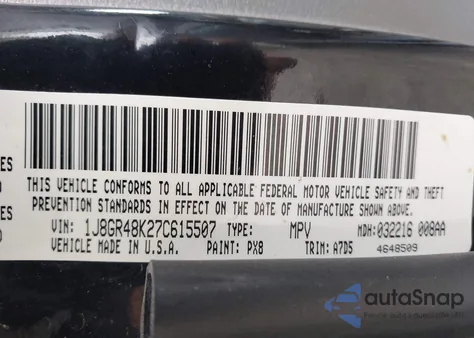 THIS VEHICLE CONFORMS TO ALL APPLICABLE FEDERAL MOTOR VEHICLE SAFETY AND THEFT
PREVENTION STANDARDS IN EFFECT ON THE DATE OF MANUFACTURE SHOWN ABOVE.
VIN: 1J8GR48K27C615507 TYPE: MPV MDH:032216 008AA
VEHICLE MADE IN U.S.A. PAINT: PX8 TRIM: A7D5 4648509
autoSnap